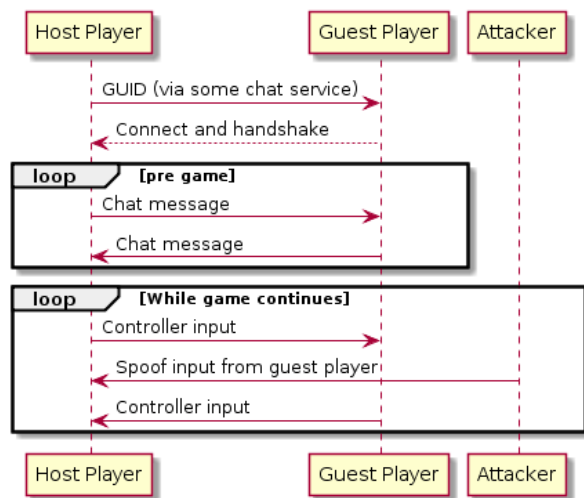 Host Player Guest Player Attacker
GUID (via some chat service)
Connect and handshake
loop [pre game]
Chat message
Chat message
loop [While game continues]
Controller input
Spoof input from guest player
Controller input
Host Player Guest Player Attacker